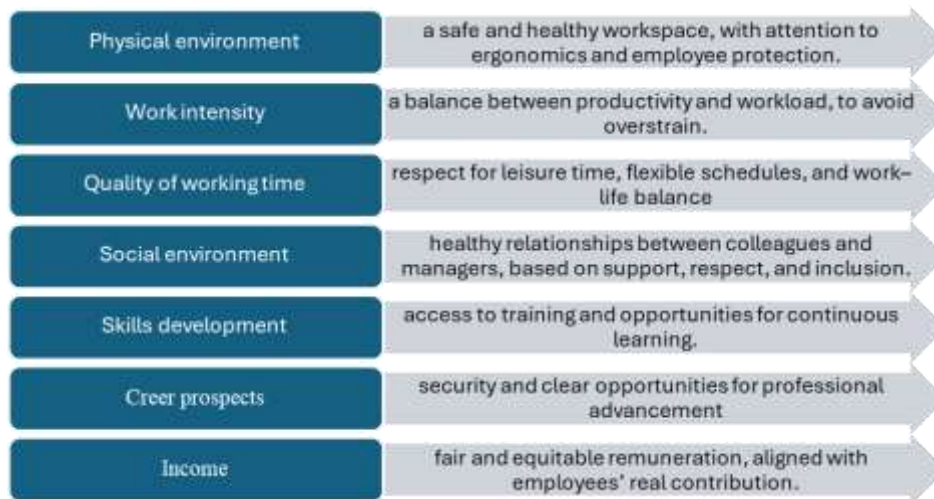 Physical environment
a safe and healthy workspace, with attention to
ergonomics and employee protection.
Work intensity
a balance between productivity and workload, to avoid
overstrain.
Quality of working time
respect for leisure time, flexible schedules, and work–
life balance
Social environment
healthy relationships between colleagues and
managers, based on support, respect, and inclusion.
Skills development
access to training and opportunities for continuous
learning.
Creer prospects
security and clear opportunities for professional
advancement
Income
fair and equitable remuneration, aligned with
employees' real contribution.